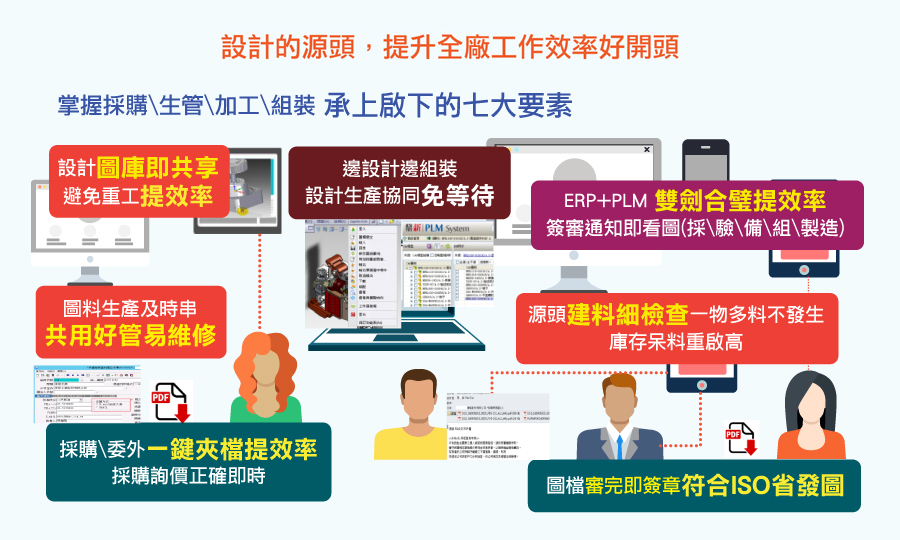 設計的源頭，提升全廠工作效率好開頭
掌握採購\生管\加工\組裝 承上啟下的七大要素
設計圖庫即共享
避免重工提效率
邊設計邊組裝
設計生產協同免等待
ERP+PLM 雙劍合璧提效率
簽審通知即看圖(採\驗\備\組\製造)
鼎新 PLM System
圖料生產及時串
共用好管易維修
源頭建料細檢查一物多料不發生
庫存呆料重啟高
PDF
採購\委外一鍵夾檔提效率
採購詢價正確即時
PDF
圖檔審完即簽章符合ISO省發圖